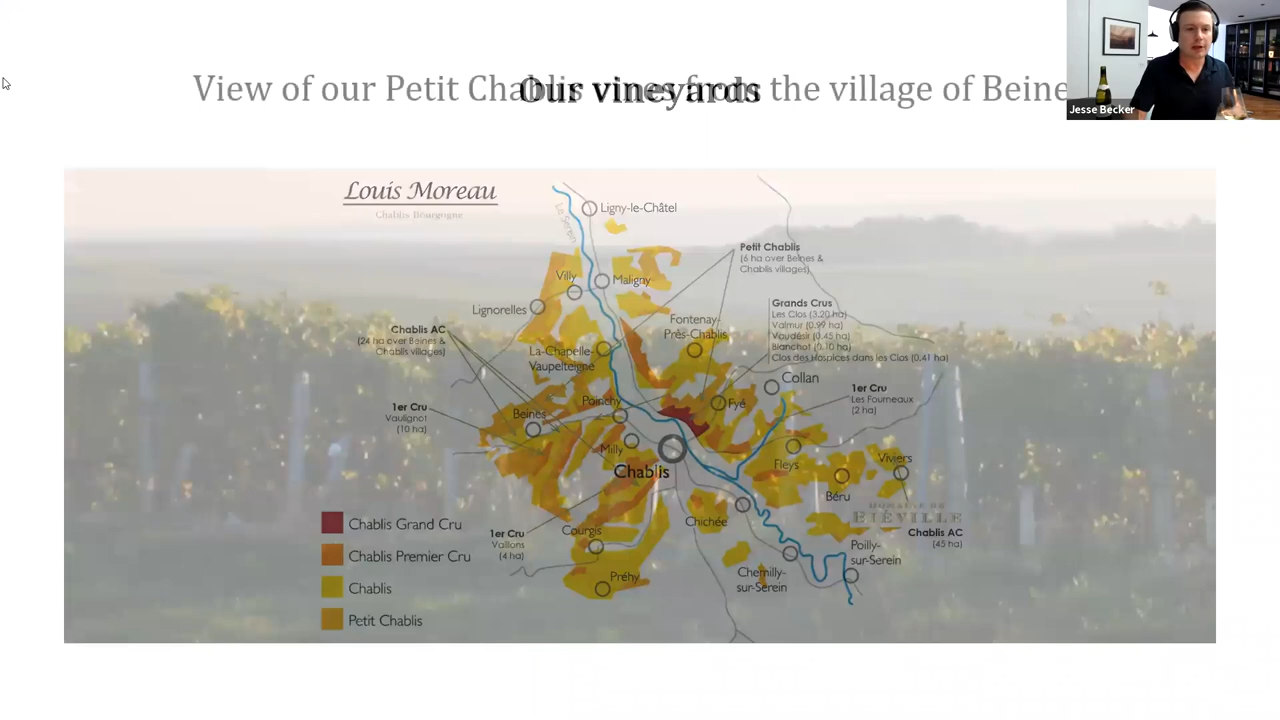 View of our Petit Chablis vines from the village of Beine
Our vineyards
Jesse Becker
Louis Moreau
Chablis Bourgogne
Le Serein
Ligny-le-Châtel
Petit Chablis
(6 ha over Beines &
Chablis villages)
Villy
Maligny
Lignorelles
Grands Crus
Les Clos (3,20 ha)
Valmur (0.99 ha)
Vaudésir (0.45 ha)
Blanchot (0.10 ha)
Clos des Hospices dans les Clos (0.41 ha)
Fontenay-
Près-Chablis
Chablis AC
(24 ha over Beines &
Chablis villages)
La-Chapelle-
Vaupelteigne
Collan
1er Cru
Les Fourneaux
(2 ha)
1er Cru
Vaulignot
(10 ha)
Beines
Poinchy
Fyé
Milly
Chablis
Fleys
Viviers
Béru
DOMAINE DE
BIÉVILLE
Chablis AC
(45 ha)
Chichée
1er Cru
Vaillons
(4 ha)
Courgis
Préhy
Chemilly-
sur-Serein
Poilly-
sur-Serein
Chablis Grand Cru
Chablis Premier Cru
Chablis
Petit Chablis